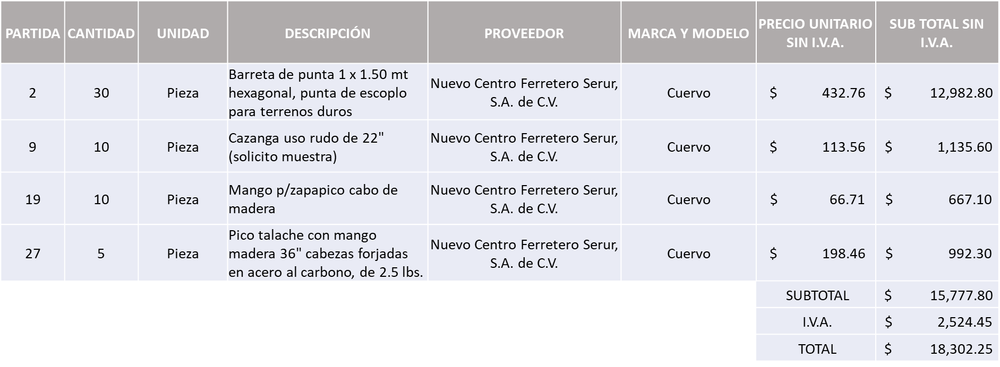 PARTIDA CANTIDAD UNIDAD DESCRIPCIÓN PROVEEDOR MARCA Y MODELO PRECIO UNITARIO SIN I.V.A. SUB TOTAL SIN I.V.A.
2 30 Pieza Barreta de punta 1 x 1.50 mt hexagonal, punta de escoplo para terrenos duros Nuevo Centro Ferretero Serur, S.A. de C.V. Cuervo $ 432.76 $ 12,982.80
9 10 Pieza Cazanga uso rudo de 22" (solicito muestra) Nuevo Centro Ferretero Serur, S.A. de C.V. Cuervo $ 113.56 $ 1,135.60
19 10 Pieza Mango p/zapapico cabo de madera Nuevo Centro Ferretero Serur, S.A. de C.V. Cuervo $ 66.71 $ 667.10
27 5 Pieza Pico talache con mango madera 36" cabezas forjadas en acero al carbono, de 2.5 lbs. Nuevo Centro Ferretero Serur, S.A. de C.V. Cuervo $ 198.46 $ 992.30
SUBTOTAL $ 15,777.80
I.V.A. $ 2,524.45
TOTAL $ 18,302.25